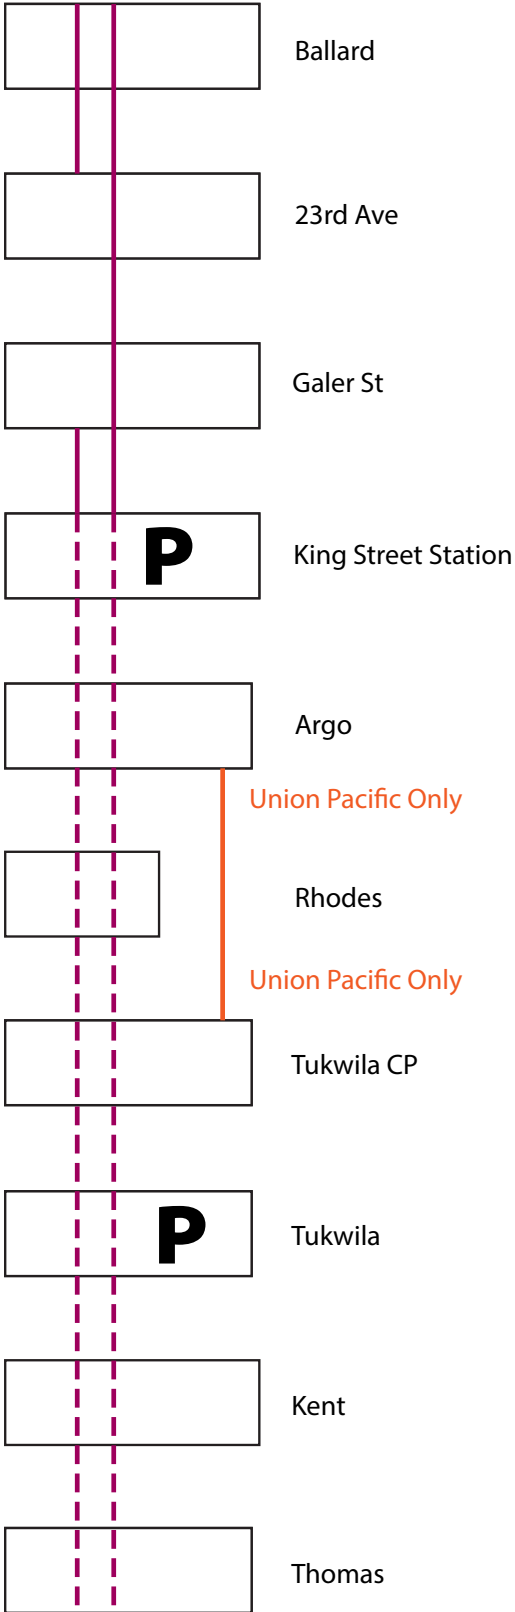 Ballard
23rd Ave
Galer St
P
King Street Station
Argo
Union Pacific Only
Rhodes
Union Pacific Only
Tukwila CP
P
Tukwila
Kent
Thomas